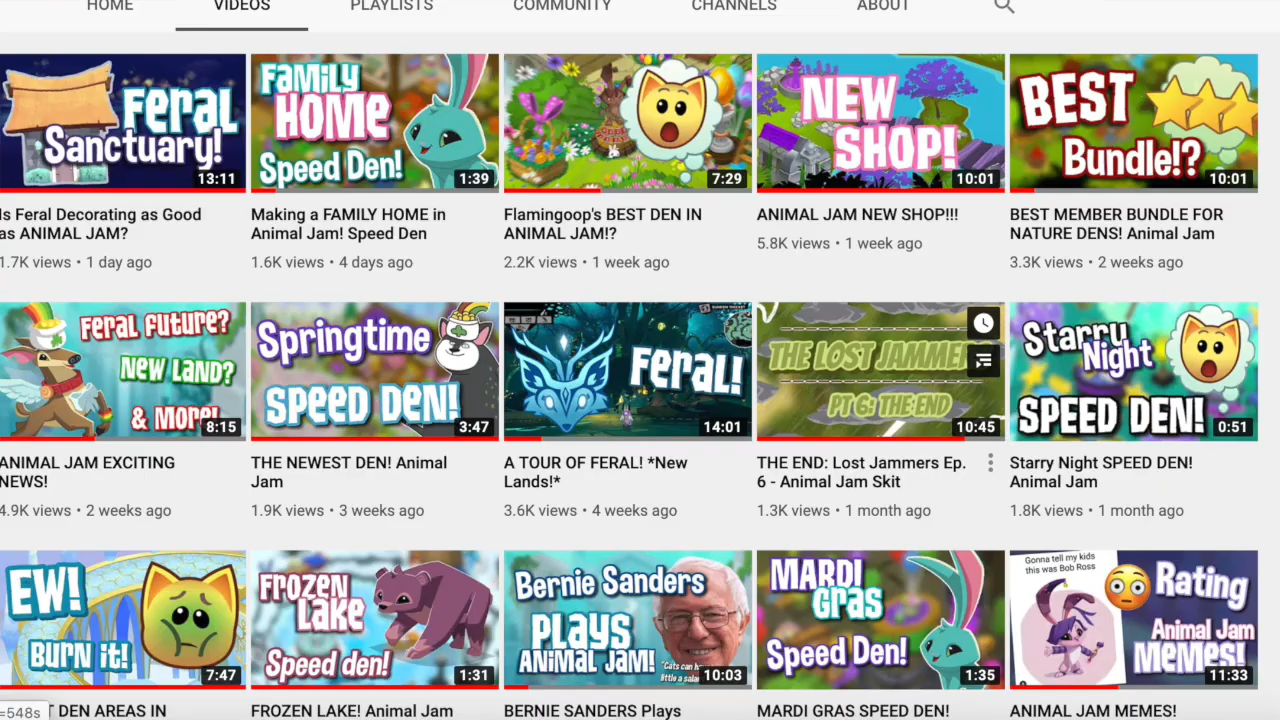 HOME VIDEOS PLAYLISTS COMMUNITY CHANNELS ABOUT
FeRaL
Sanctuary!
13:11
Is Feral Decorating as Good
as ANIMAL JAM?
1.7K views • 1 day ago
FamiLy
Home
Speed Den!
1:39
Making a FAMILY HOME in
Animal Jam! Speed Den
1.6K views • 4 days ago
7:29
Flamingoop's BEST DEN IN
ANIMAL JAM!?
2.2K views • 1 week ago
NEW
SHOP!
10:01
ANIMAL JAM NEW SHOP!!!
5.8K views • 1 week ago
BEST
Bundle!?
10:01
BEST MEMBER BUNDLE FOR
NATURE DENS! Animal Jam
3.3K views • 2 weeks ago
FeRaL FuTuRe?
New Land?
& MoRe!
8:15
ANIMAL JAM EXCITING
NEWS!
4.9K views • 2 weeks ago
Springtime
SPeeD DeN!
3:47
THE NEWEST DEN! Animal
Jam
1.9K views • 3 weeks ago
FeRaL!
14:01
A TOUR OF FERAL! *New
Lands!*
3.6K views • 4 weeks ago
THE LOST JAMMER
PT 6: THE END
10:45
THE END: Lost Jammers Ep.
6 - Animal Jam Skit
1.3K views • 1 month ago
Starry
Night
SPEED DEN!
0:51
Starry Night SPEED DEN!
Animal Jam
1.8K views • 1 month ago
EW!
BuRN iT!
7:47
=548s
T DEN AREAS IN
FROZEN
LaKe
Speed den!
1:31
FROZEN LAKE! Animal Jam
Bernie Sanders
PLAYS
ANiMaL JaM!
"Cats can
little a sala
10:03
BERNIE SANDERS Plays
MaRDi
GRas
Speed Den!
1:35
MARDI GRAS SPEED DEN!
Gonna tell my kids
this was Bob Ross
Rating
Animal Jam
MEMES!
11:33
ANIMAL JAM MEMES!